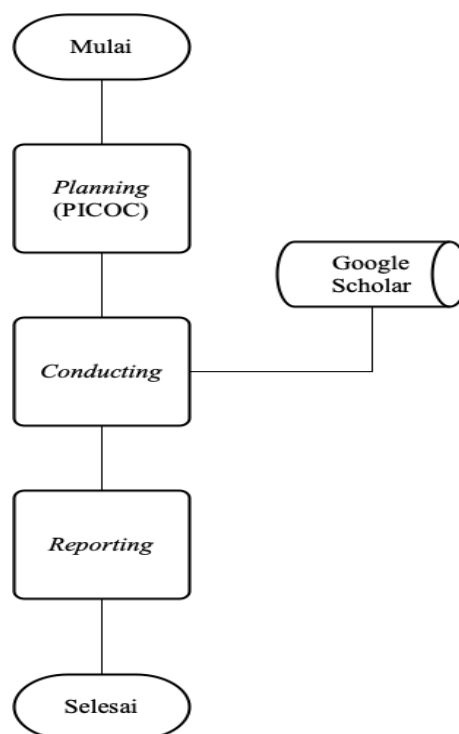 Mulai
Planning
(PICOC)
Google
Scholar
Conducting
Reporting
Selesai